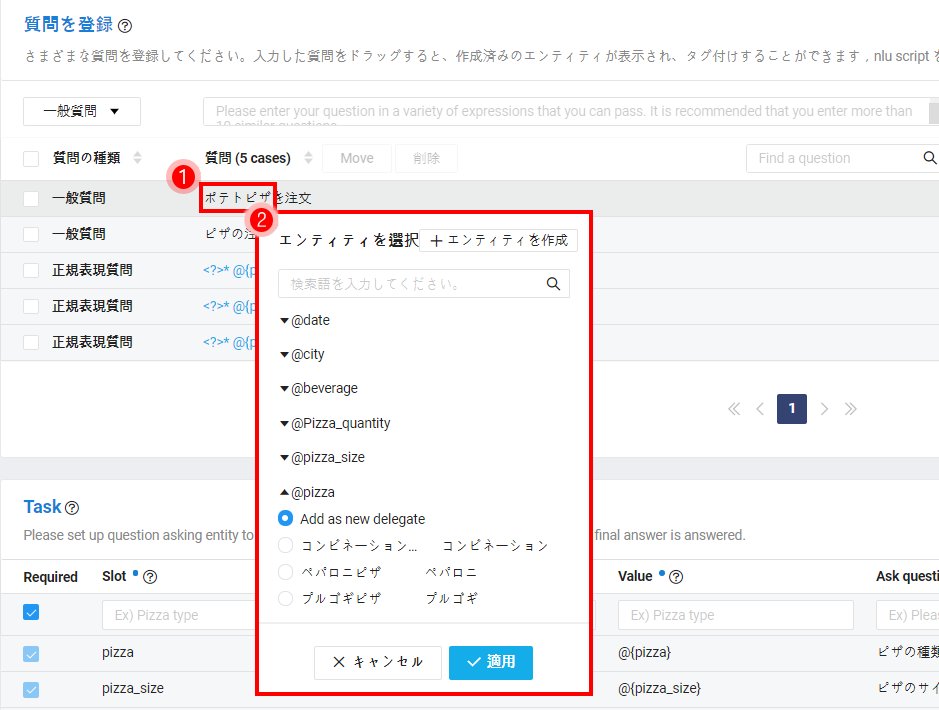 質問を登録 ?
さまざまな質問を登録してください。入力した質問をドラッグすると、作成済みのエンティティが表示され、タグ付けすることができます , nlu script を
一般質問
Please enter your question in a variety of expressions that you can pass. It is recommended that you enter more than
10 similar questions
質問の種類 質問 (5 cases) Move 削除 Find a question
1
一般質問 ポテトピザを注文
2
一般質問 ピザの注
正規表現質問 <?>* @{p
正規表現質問 <?>* @{p
正規表現質問 <?>* @{p
エンティティを選択 + エンティティを作成
検索語を入力してください。
@date
@city
@beverage
@Pizza_quantity
@pizza_size
@pizza
Add as new delegate
コンビネーション... コンビネーション
ペパロニピザ ペパロニ
プルゴギピザ プルゴギ
キャンセル 適用
1
Task ?
Please set up question asking entity to final answer is answered.
Required Slot ? Value ? Ask questi
Ex) Pizza type Ex) Pizza type Ex) Pleas
pizza @{pizza} ピザの種類
pizza_size @{pizza_size} ピザのサイ